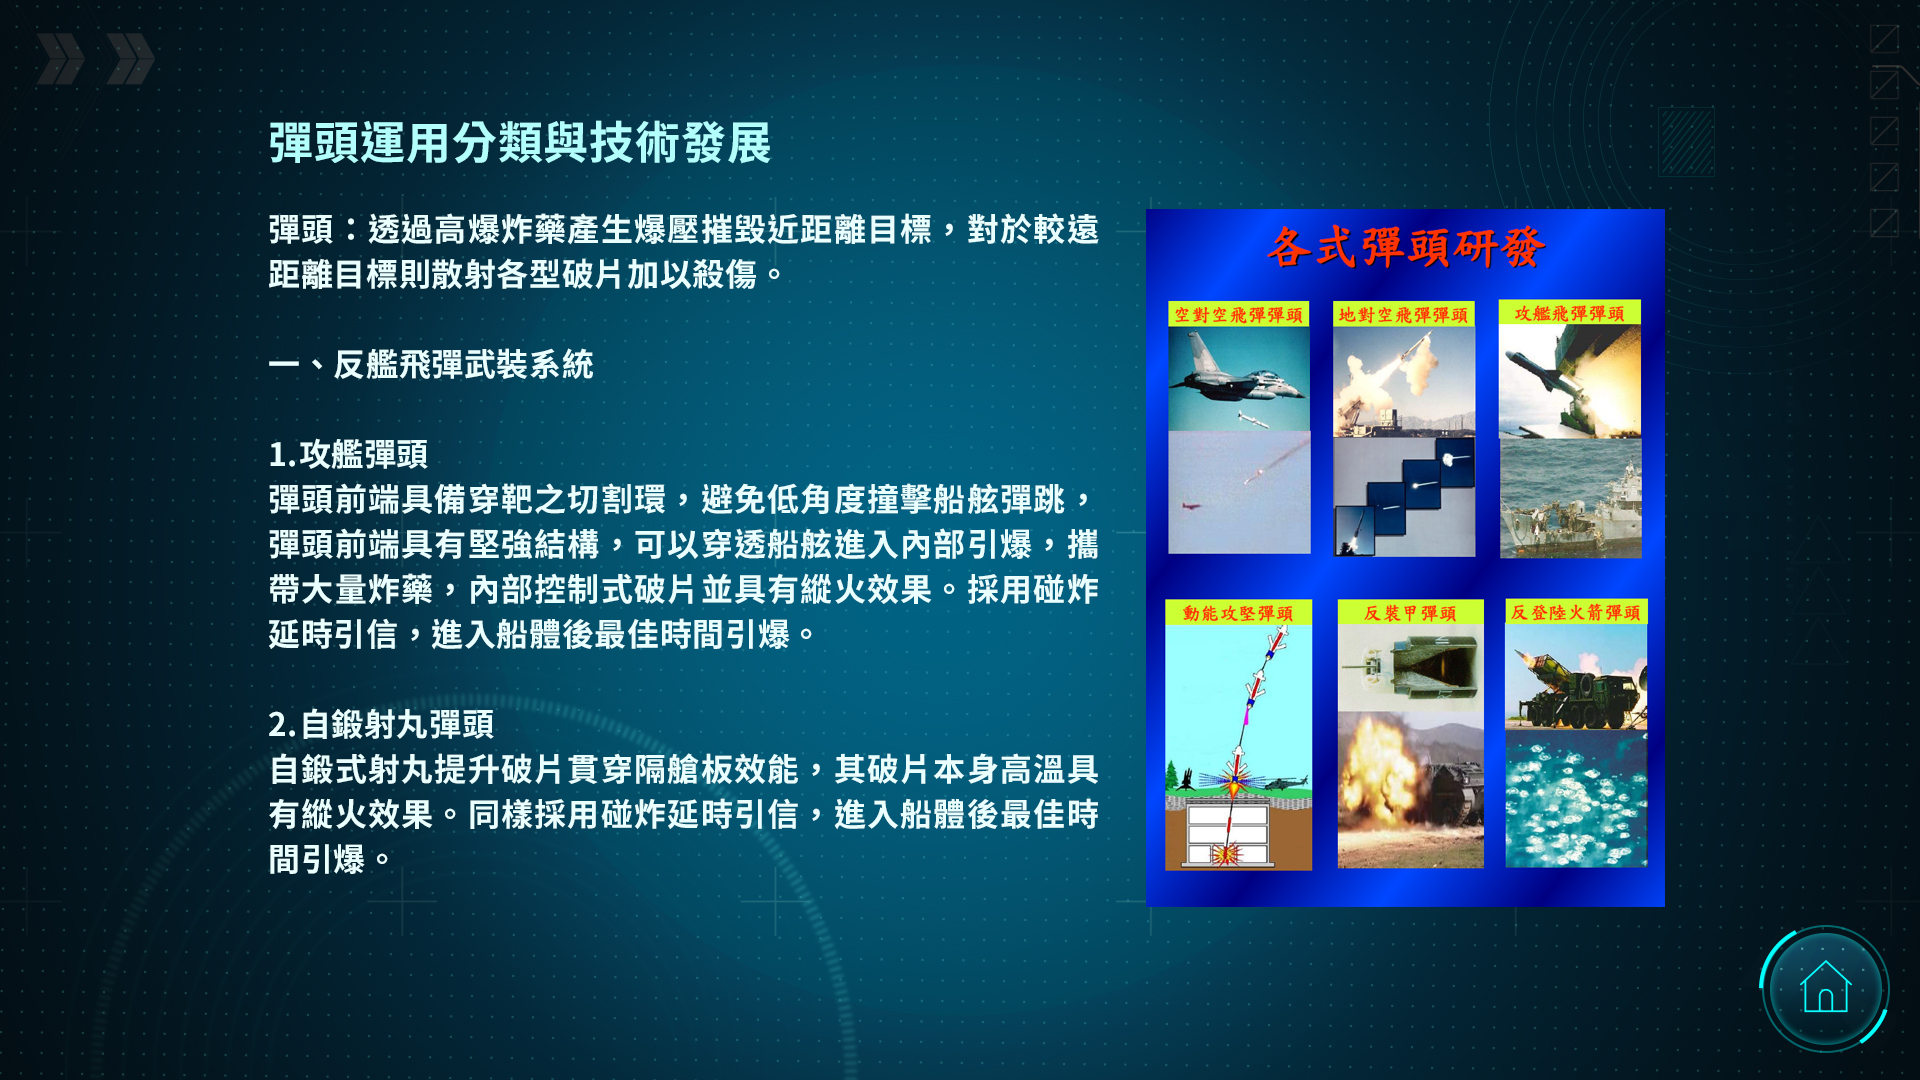 彈頭運用分類與技術發展
彈頭：透過高爆炸藥產生爆壓摧毀近距離目標，對於較遠
距離目標則散射各型破片加以殺傷。
一、反艦飛彈武裝系統
1.攻艦彈頭
彈頭前端具備穿靶之切割環，避免低角度撞擊船舷彈跳，
彈頭前端具有堅強結構，可以穿透船舷進入內部引爆，攜
帶大量炸藥，內部控制式破片並具有縱火效果。採用碰炸
延時引信，進入船體後最佳時間引爆。
2.自鍛射丸彈頭
自鍛式射丸提升破片貫穿隔艙板效能，其破片本身高溫具
有縱火效果。同樣採用碰炸延時引信，進入船體後最佳時
間引爆。
各式彈頭研發
空對空飛彈彈頭
地對空飛彈彈頭
攻艦飛彈彈頭
動能攻堅彈頭
反裝甲彈頭
反登陸火箭彈頭